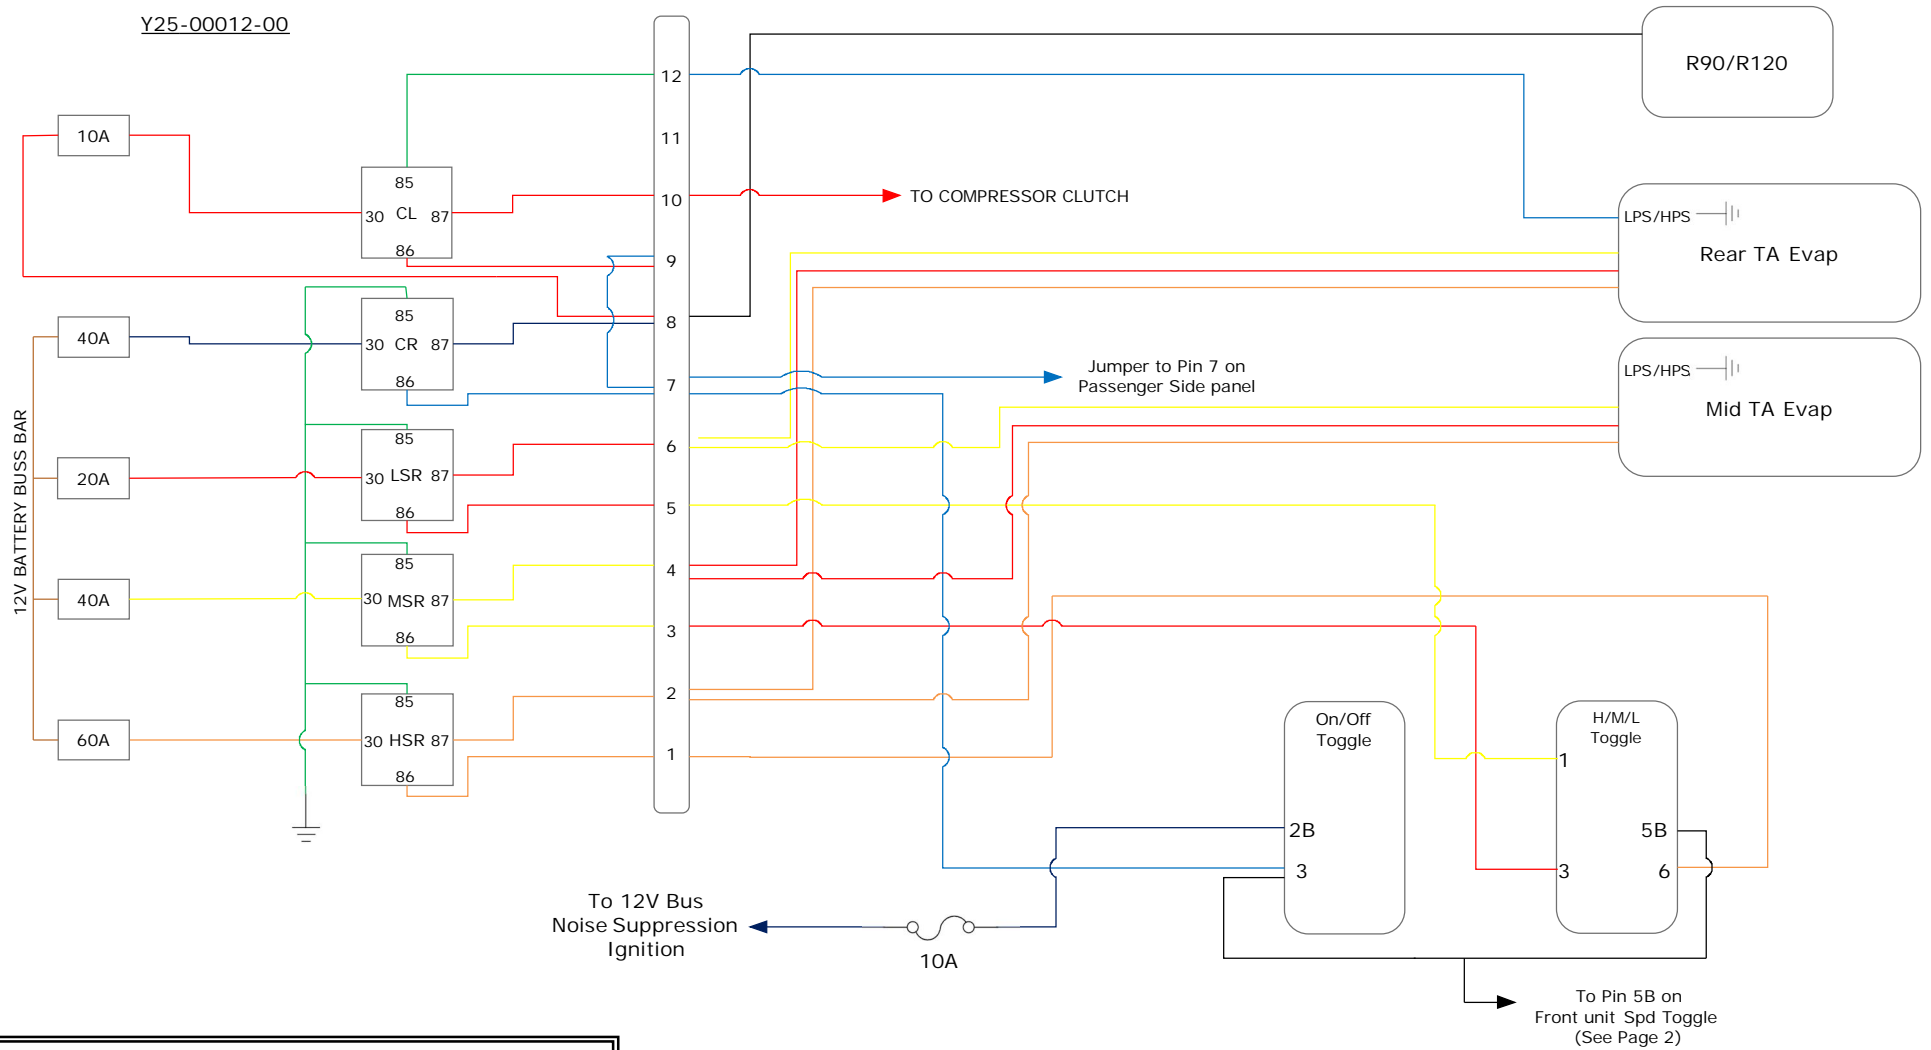 Y25-00012-00
12
R90/R120
10A
11
85
30 CL 87
86
10
TO COMPRESSOR CLUTCH
LPS/HPS
Rear TA Evap
9
40A
85
30 CR 87
86
8
7
Jumper to Pin 7 on
Passenger Side panel
LPS/HPS
Mid TA Evap
12V BATTERY BUSS BAR
20A
85
30 LSR 87
86
6
5
40A
85
30 MSR 87
86
4
3
60A
85
30 HSR 87
86
2
1
On/Off
Toggle
2B
3
H/M/L
Toggle
1
5B
3
6
To 12V Bus
Noise Suppression
Ignition
10A
To Pin 5B on
Front unit Spd Toggle
(See Page 2)